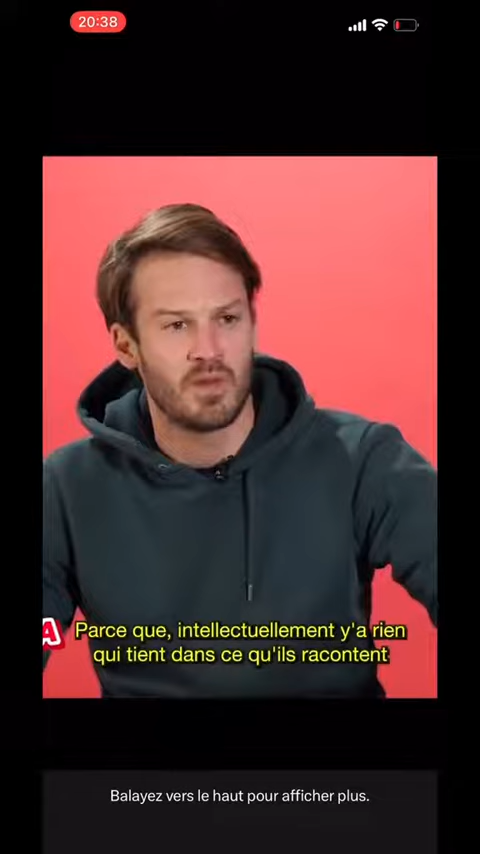 20:38
A
Parce que, intellectuellement y'a rien
qui tient dans ce qu'ils racontent
Balayez vers le haut pour afficher plus.